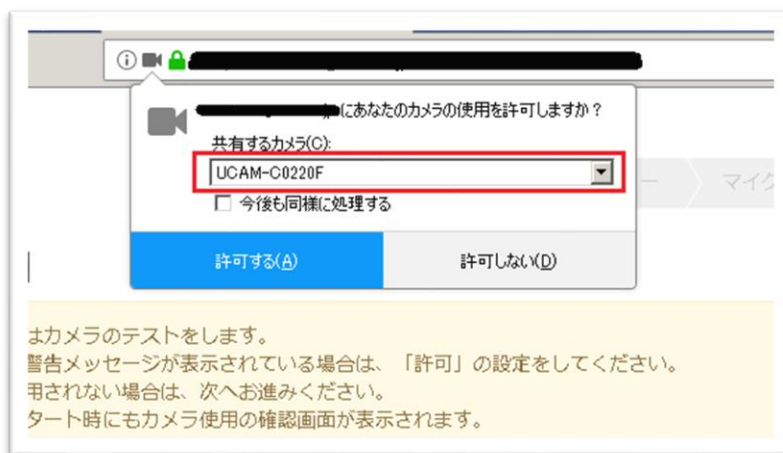 にあなたのカメラの使用を許可しますか?
共有するカメラ(C):
UCAM-C0220F
今後も同様に処理する
許可する(A)
許可しない(D)
マイク
はカメラのテストをします。
警告メッセージが表示されている場合は、「許可」の設定をしてください。
用されない場合は、次へお進みください。
タート時にもカメラ使用の確認画面が表示されます。